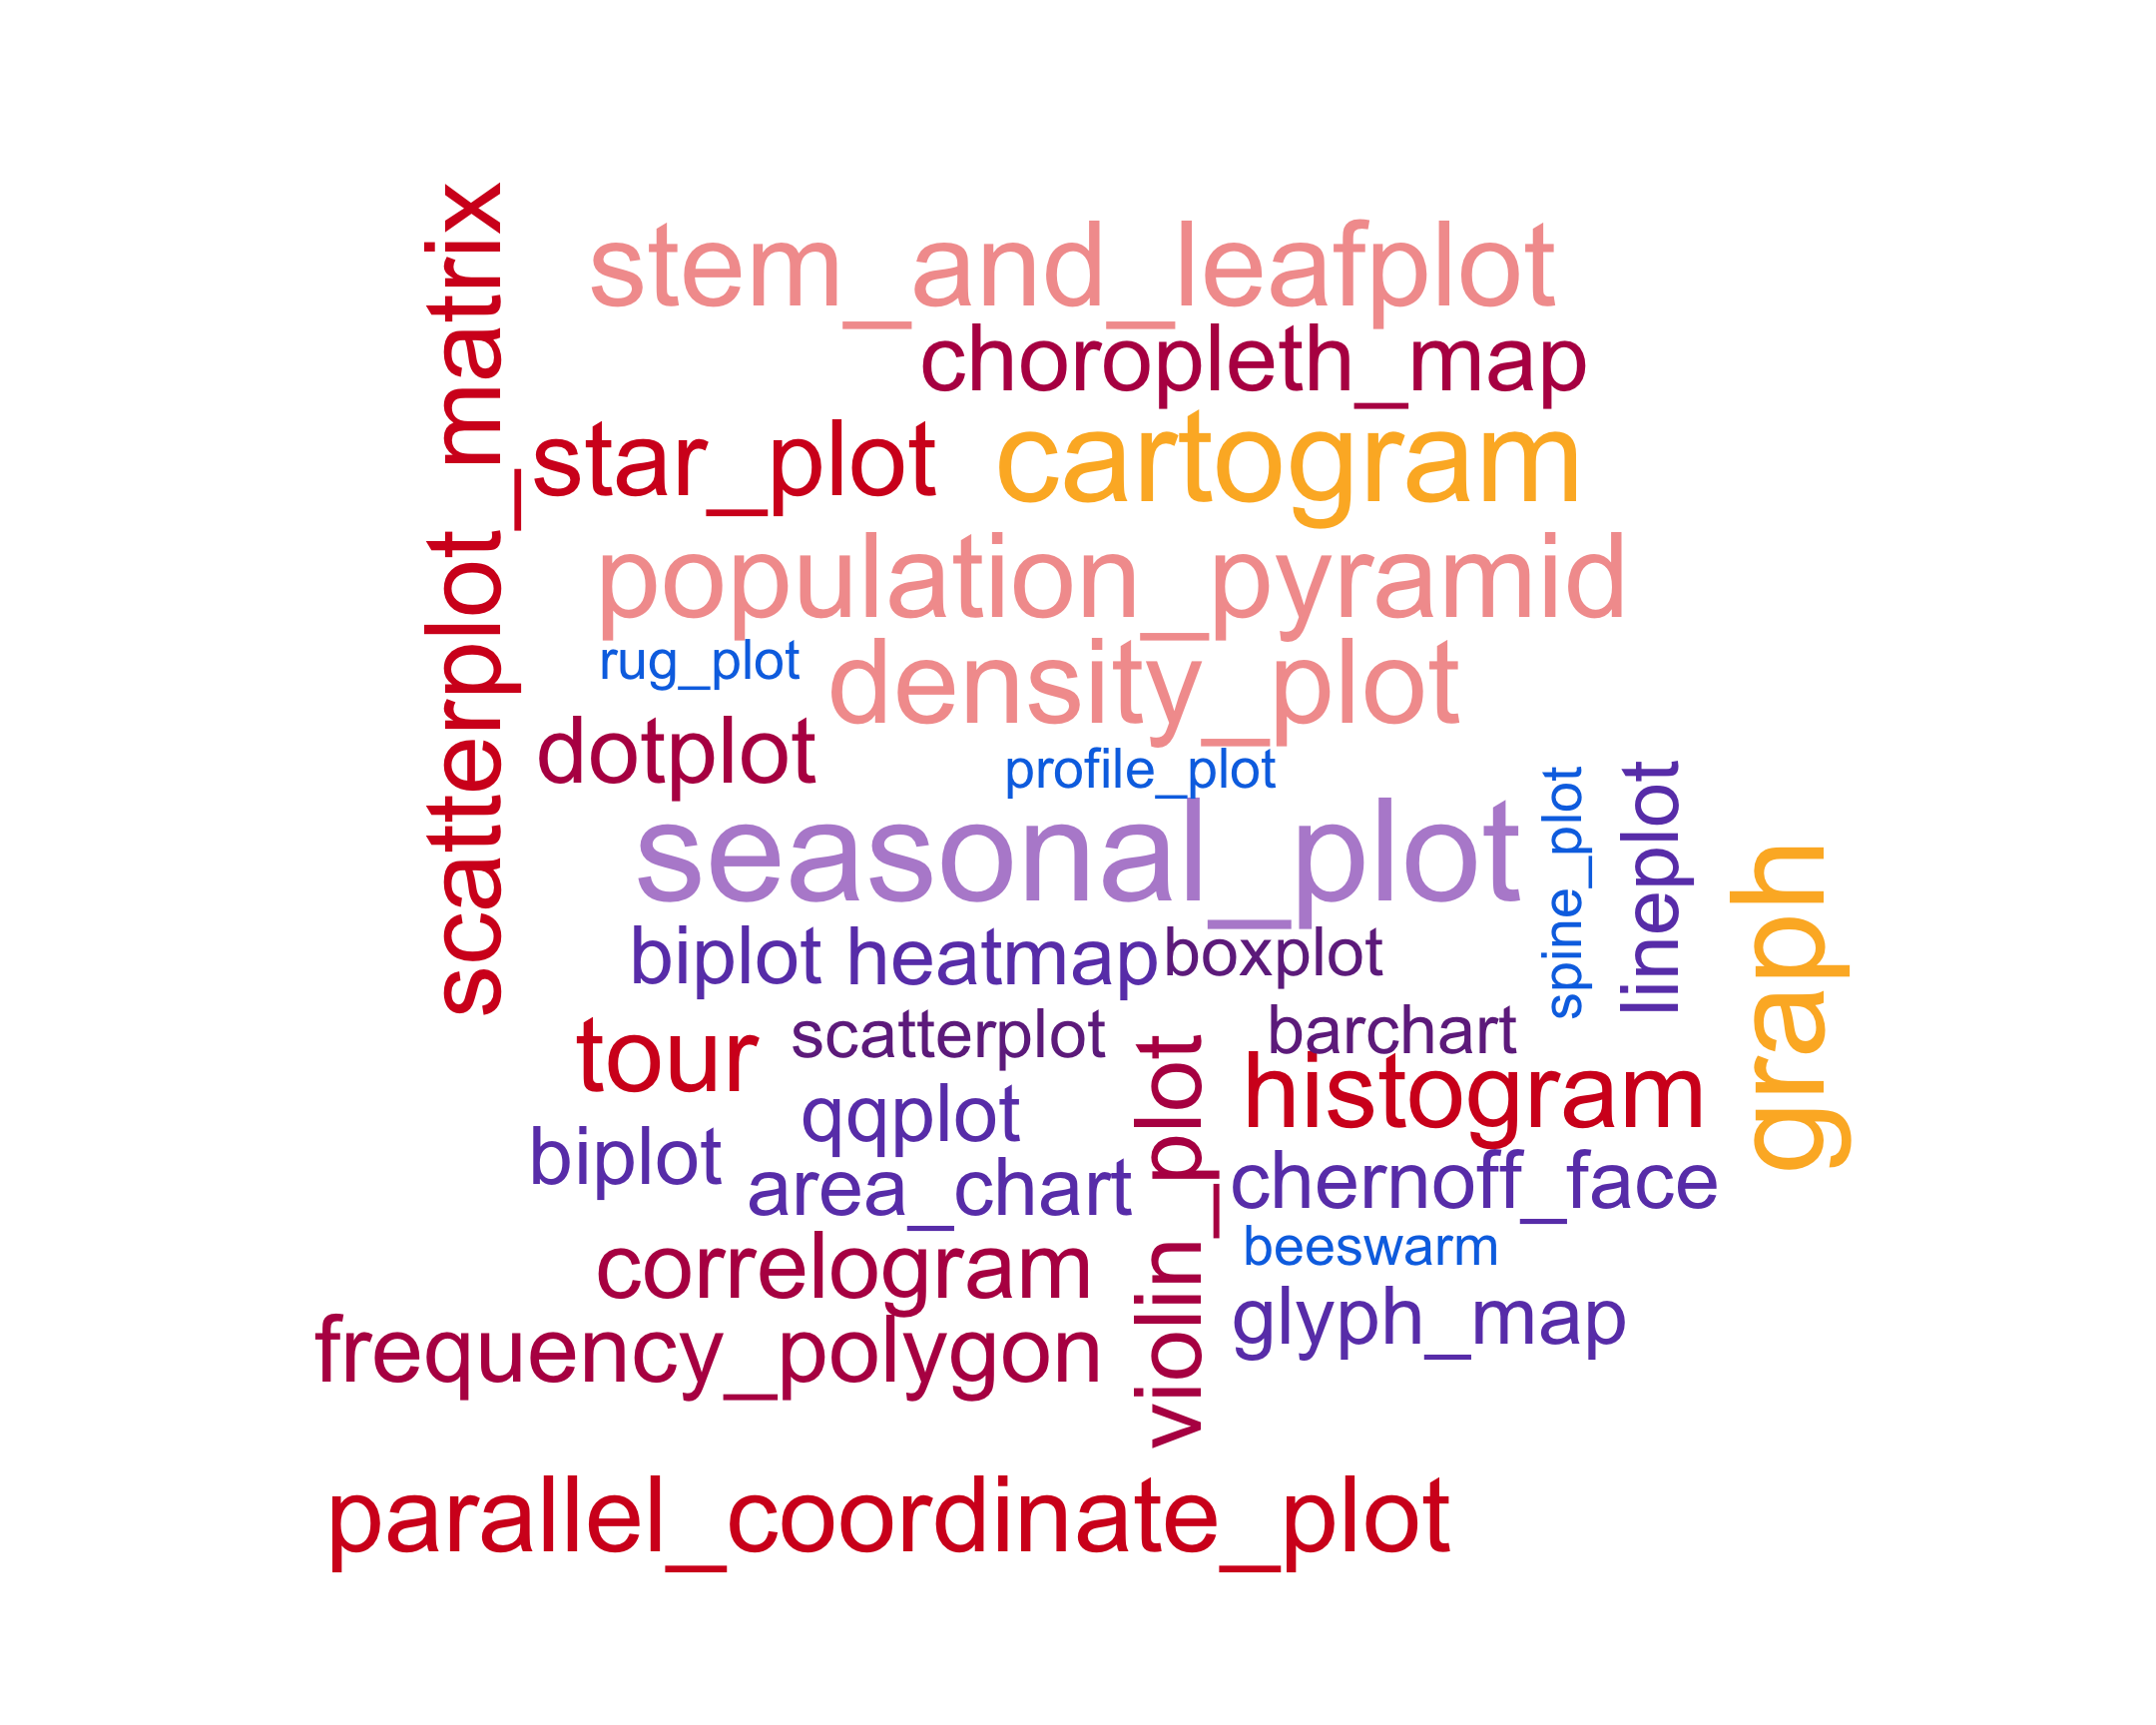 scatterplot_matrix
stem_and_leafplot
choropleth_map
star_plot
cartogram
population_pyramid
rug_plot
density_plot
dotplot
profile_plot
seasonal_plot
spine_plot
lineplot
graph
biplot
heatmap
boxplot
tour
scatterplot
barchart
histogram
qqplot
violin_plot
biplot
area_chart
chernoff_face
correlogram
beeswarm
frequency_polygon
glyph_map
parallel_coordinate_plot